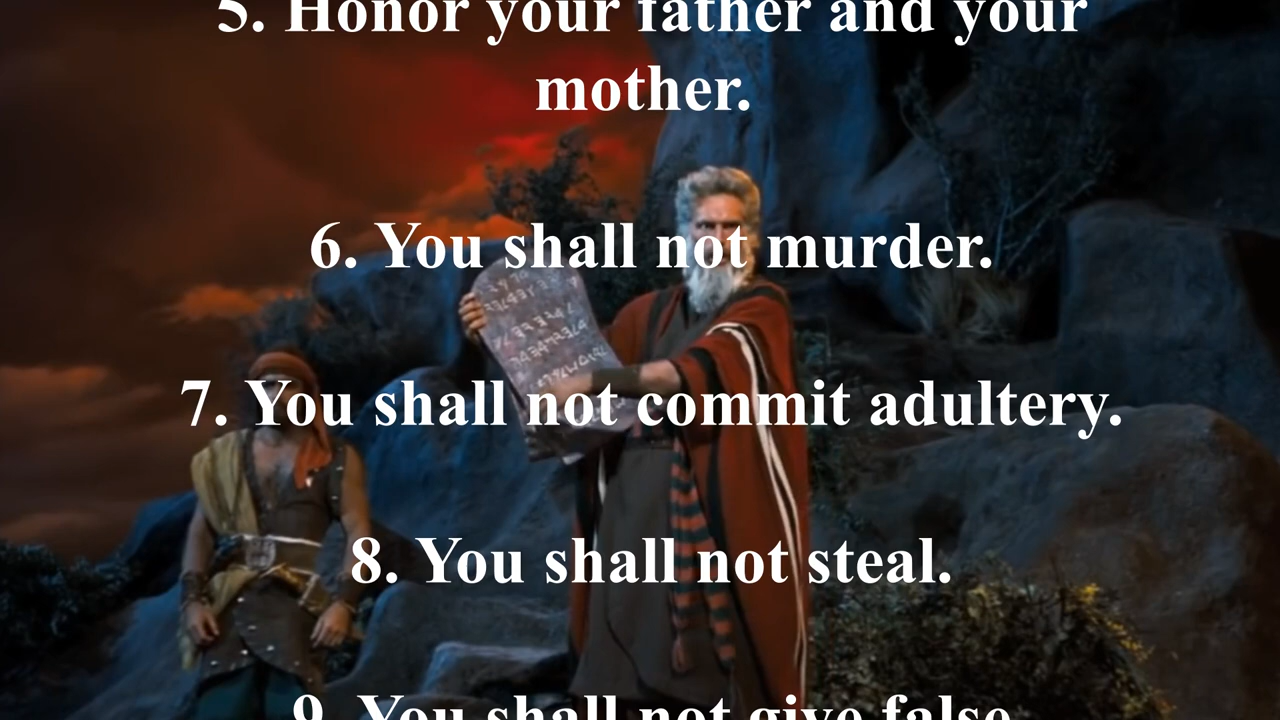 5. Honor your father and your
mother.
6. You shall not murder.
7. You shall not commit adultery.
8. You shall not steal.
9. You shall not give false